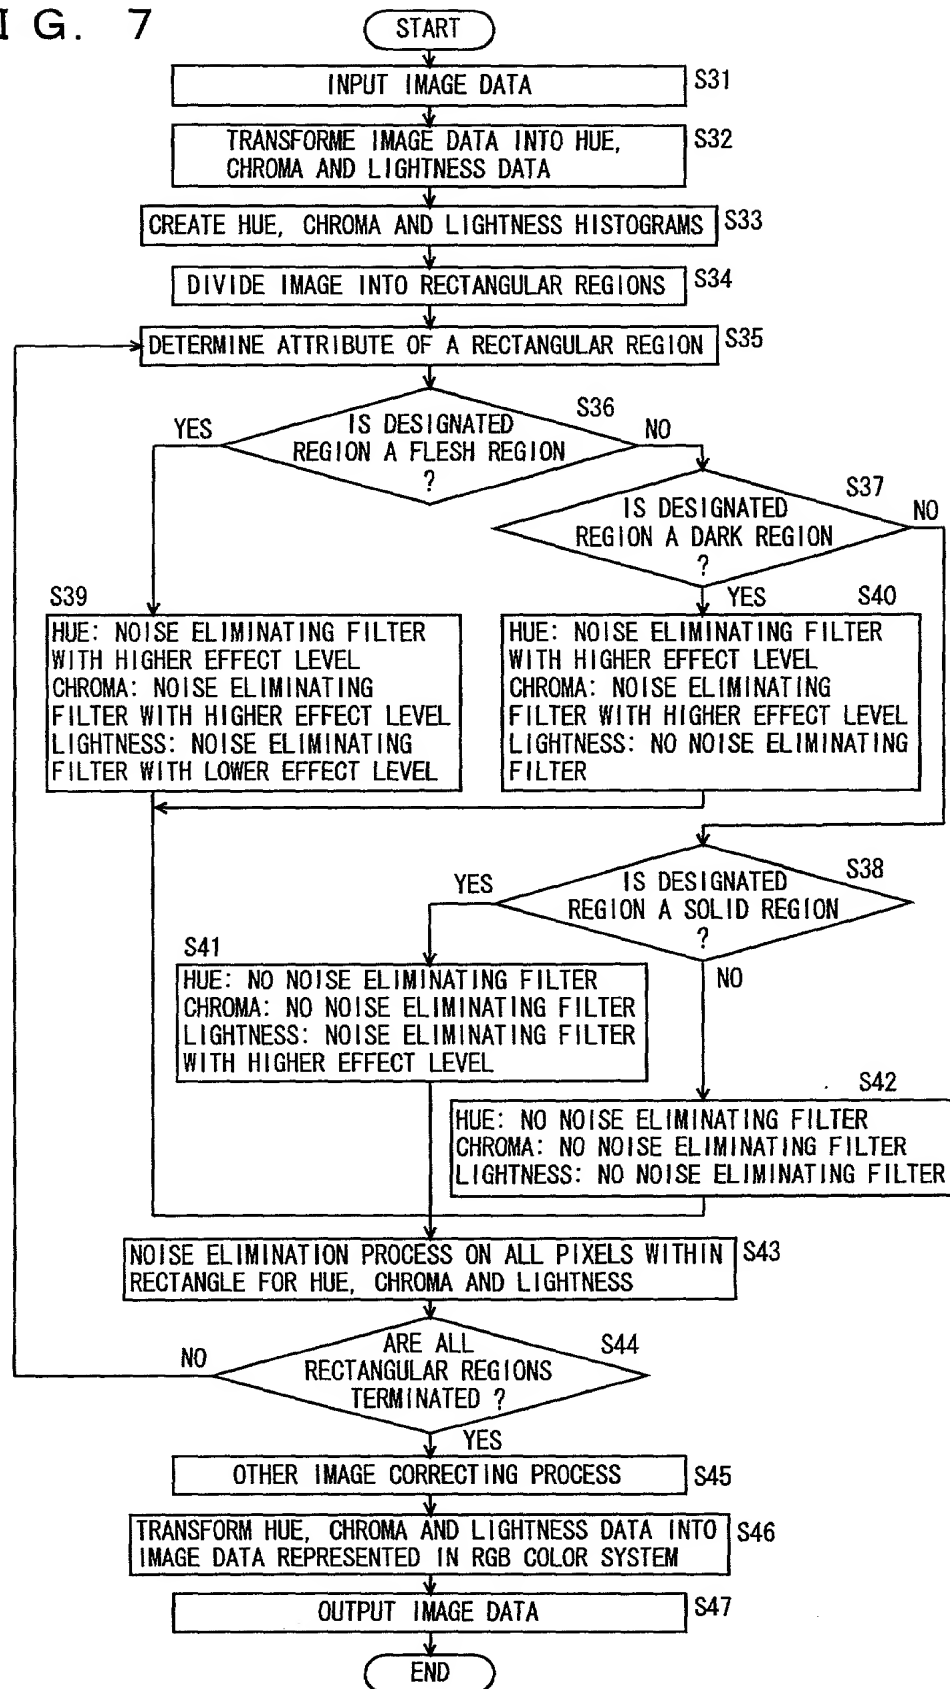 I G. 7
START
INPUT IMAGE DATA
S31
TRANSFORME IMAGE DATA INTO HUE,
CHROMA AND LIGHTNESS DATA
S32
CREATE HUE, CHROMA AND LIGHTNESS HISTOGRAMS
S33
DIVIDE IMAGE INTO RECTANGULAR REGIONS
S34
DETERMINE ATTRIBUTE OF A RECTANGULAR REGION
S35
S36
YES
IS DESIGNATED
REGION A FLESH REGION
?
NO
S37
IS DESIGNATED
REGION A DARK REGION
?
NO
YES
S39
HUE: NOISE ELIMINATING FILTER
WITH HIGHER EFFECT LEVEL
CHROMA: NOISE ELIMINATING
FILTER WITH HIGHER EFFECT LEVEL
LIGHTNESS: NOISE ELIMINATING
FILTER WITH LOWER EFFECT LEVEL
S40
HUE: NOISE ELIMINATING FILTER
WITH HIGHER EFFECT LEVEL
CHROMA: NOISE ELIMINATING
FILTER WITH HIGHER EFFECT LEVEL
LIGHTNESS: NO NOISE ELIMINATING
FILTER
S38
YES
IS DESIGNATED
REGION A SOLID REGION
?
NO
S41
HUE: NO NOISE ELIMINATING FILTER
CHROMA: NO NOISE ELIMINATING FILTER
LIGHTNESS: NOISE ELIMINATING FILTER
WITH HIGHER EFFECT LEVEL
S42
HUE: NO NOISE ELIMINATING FILTER
CHROMA: NO NOISE ELIMINATING FILTER
LIGHTNESS: NO NOISE ELIMINATING FILTER
NOISE ELIMINATION PROCESS ON ALL PIXELS WITHIN
RECTANGLE FOR HUE, CHROMA AND LIGHTNESS
S43
S44
NO
ARE ALL
RECTANGULAR REGIONS
TERMINATED ?
YES
OTHER IMAGE CORRECTING PROCESS
S45
TRANSFORM HUE, CHROMA AND LIGHTNESS DATA INTO
IMAGE DATA REPRESENTED IN RGB COLOR SYSTEM
S46
OUTPUT IMAGE DATA
S47
END